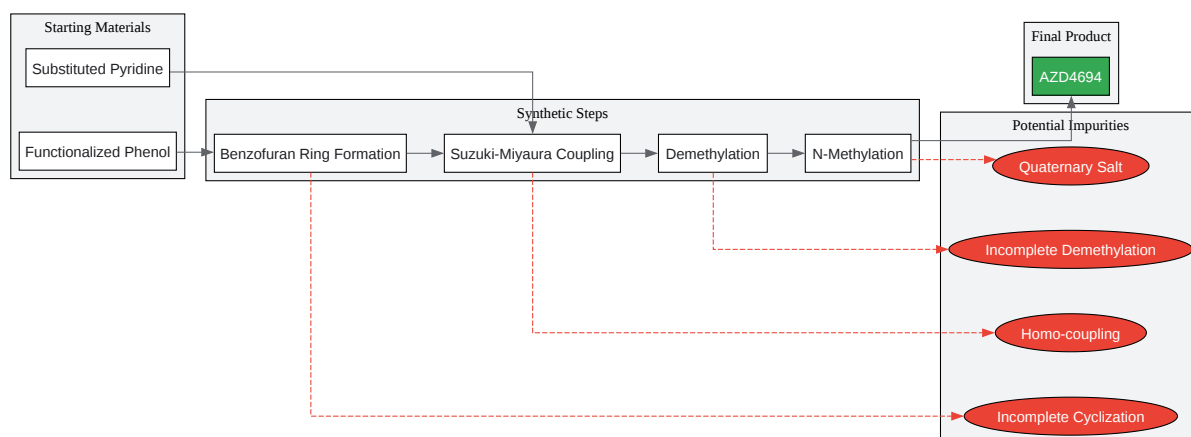 Starting Materials
Substituted Pyridine
Functionalized Phenol
Synthetic Steps
Benzofuran Ring Formation
Suzuki-Miyaura Coupling
Demethylation
N-Methylation
Final Product
AZD4694
Potential Impurities
Quaternary Salt
Incomplete Demethylation
Homo-coupling
Incomplete Cyclization